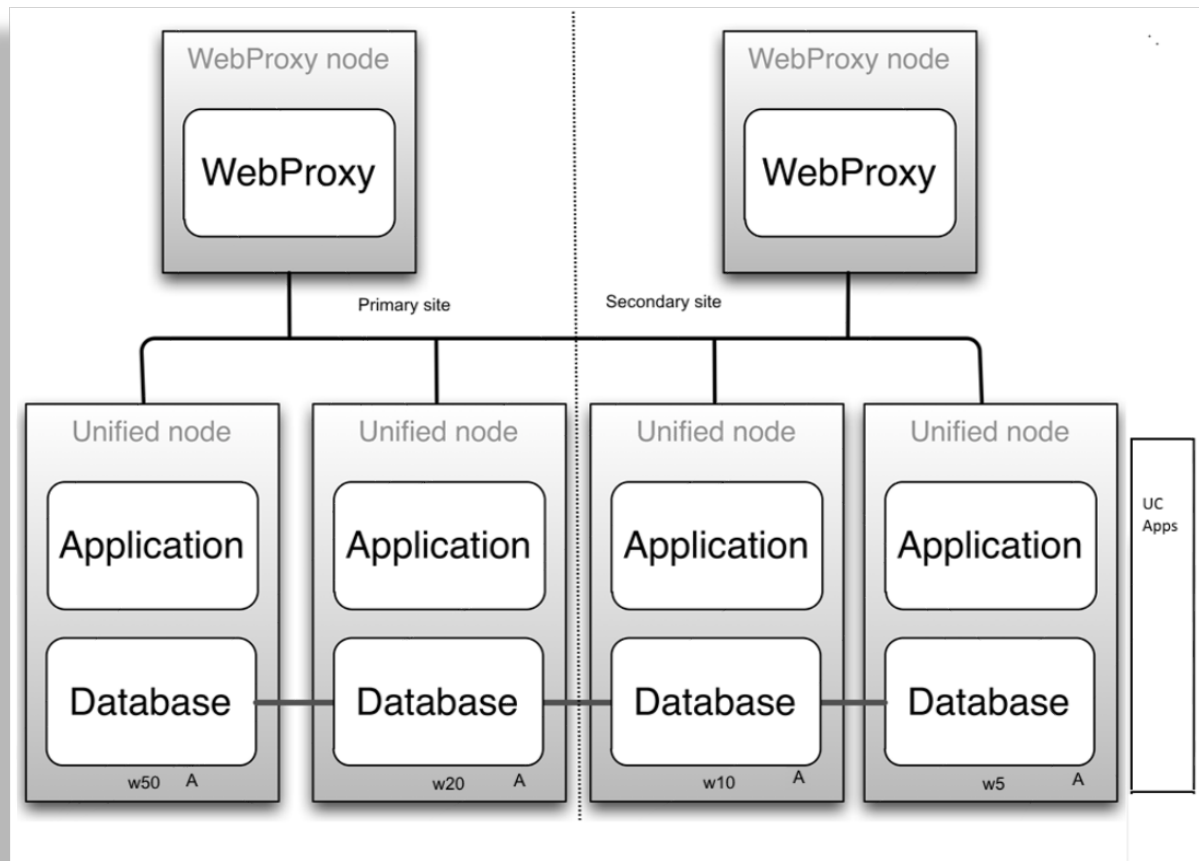 WebProxy node
WebProxy node
WebProxy
WebProxy
Primary site
Secondary site
Unified node
Unified node
Unified node
Unified node
UC
Apps
Application
Application
Application
Application
Database
Database
Database
Database
w50 A
w20 A
w10 A
w5 A